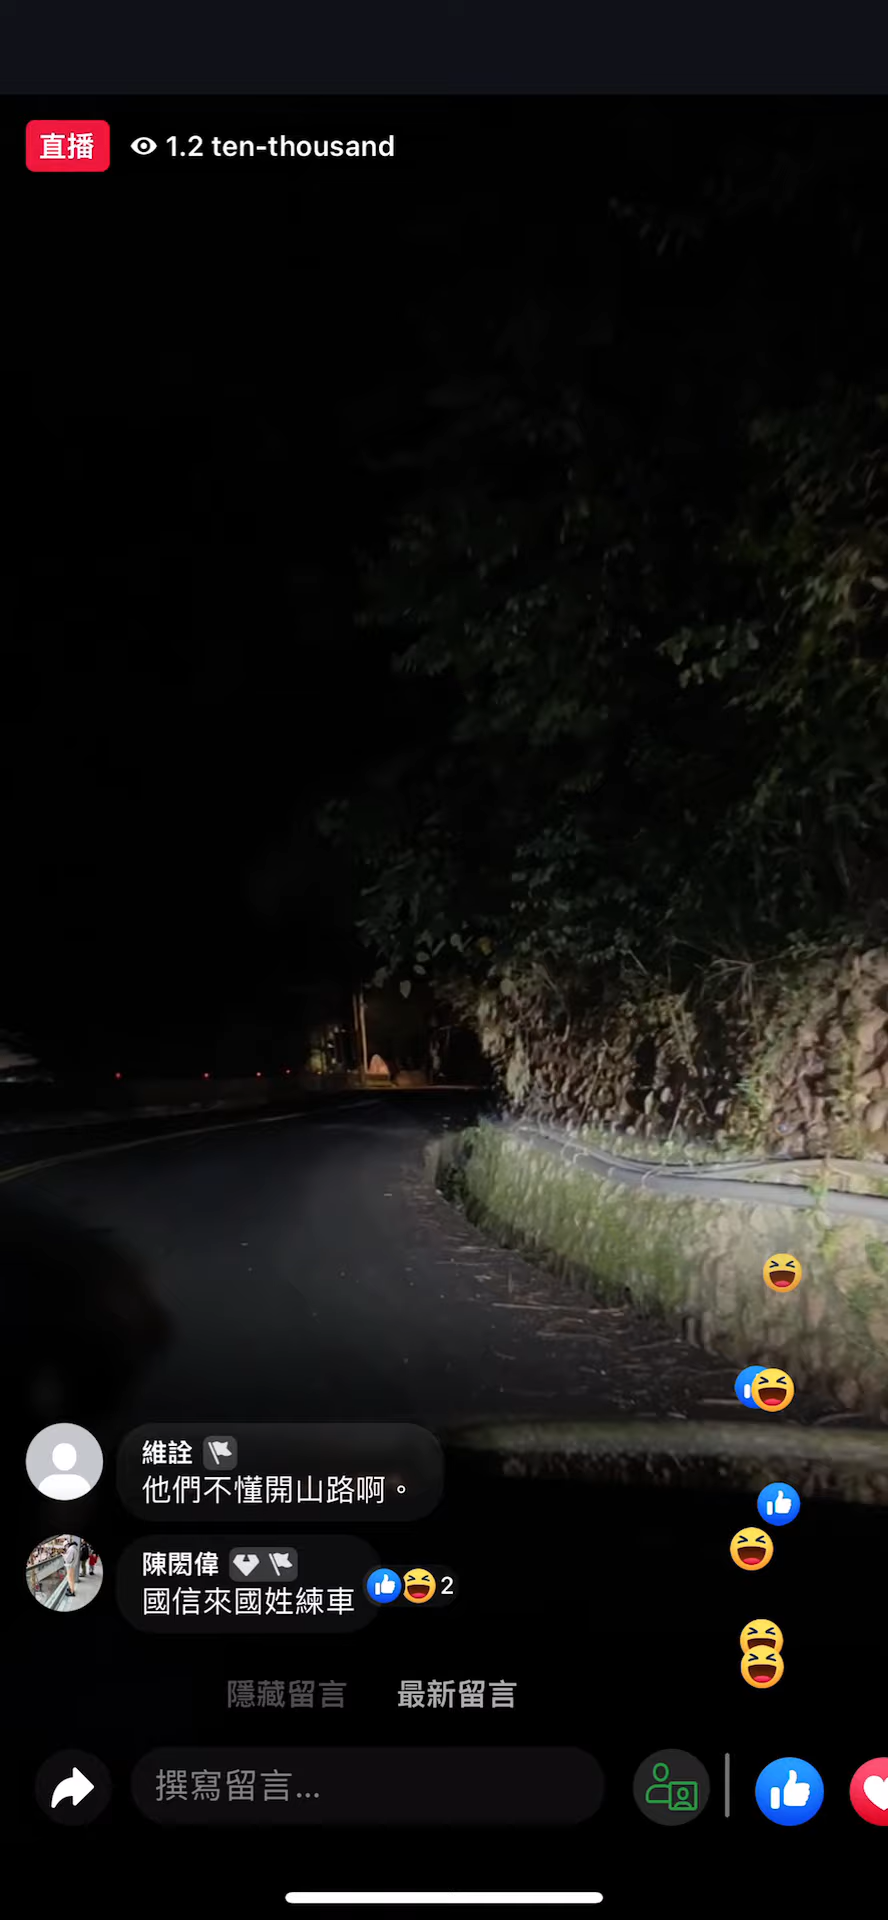 直播 1.2 ten-thousand
維詮
他們不懂開山路啊。
陳閎偉
國信來國姓練車
2
隱藏留言 最新留言
撰寫留言...